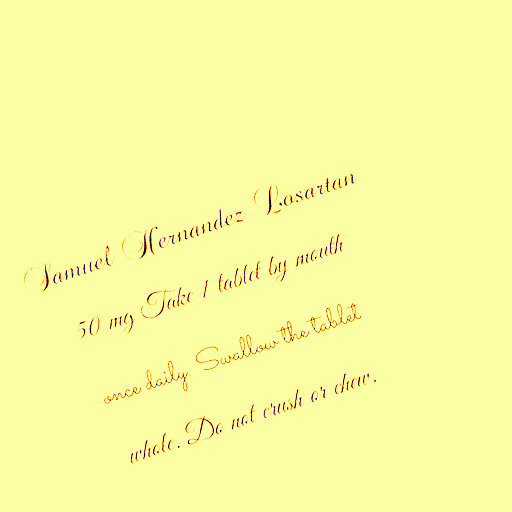 Samuel Hernandez Losartan
50 mg Take 1 tablet by mouth
once daily Swallow the tablet
whole. Do not crush or chew.